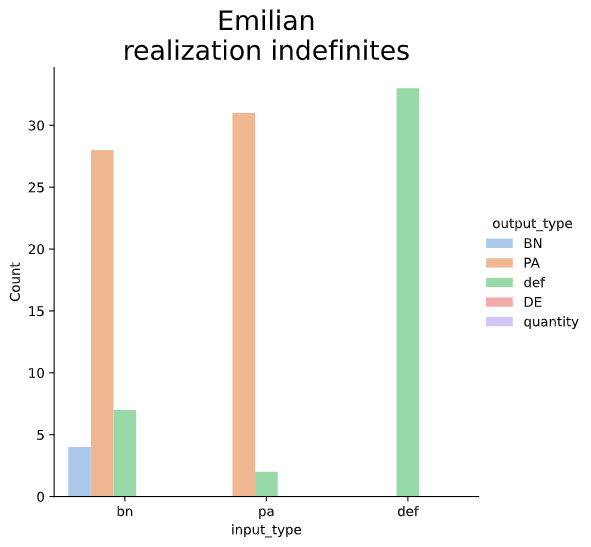 Emilian
realization indefinites
Count
30
25
20
15
10
5
0
bn
pa
def
input_type
output_type
BN
PA
def
DE
quantity